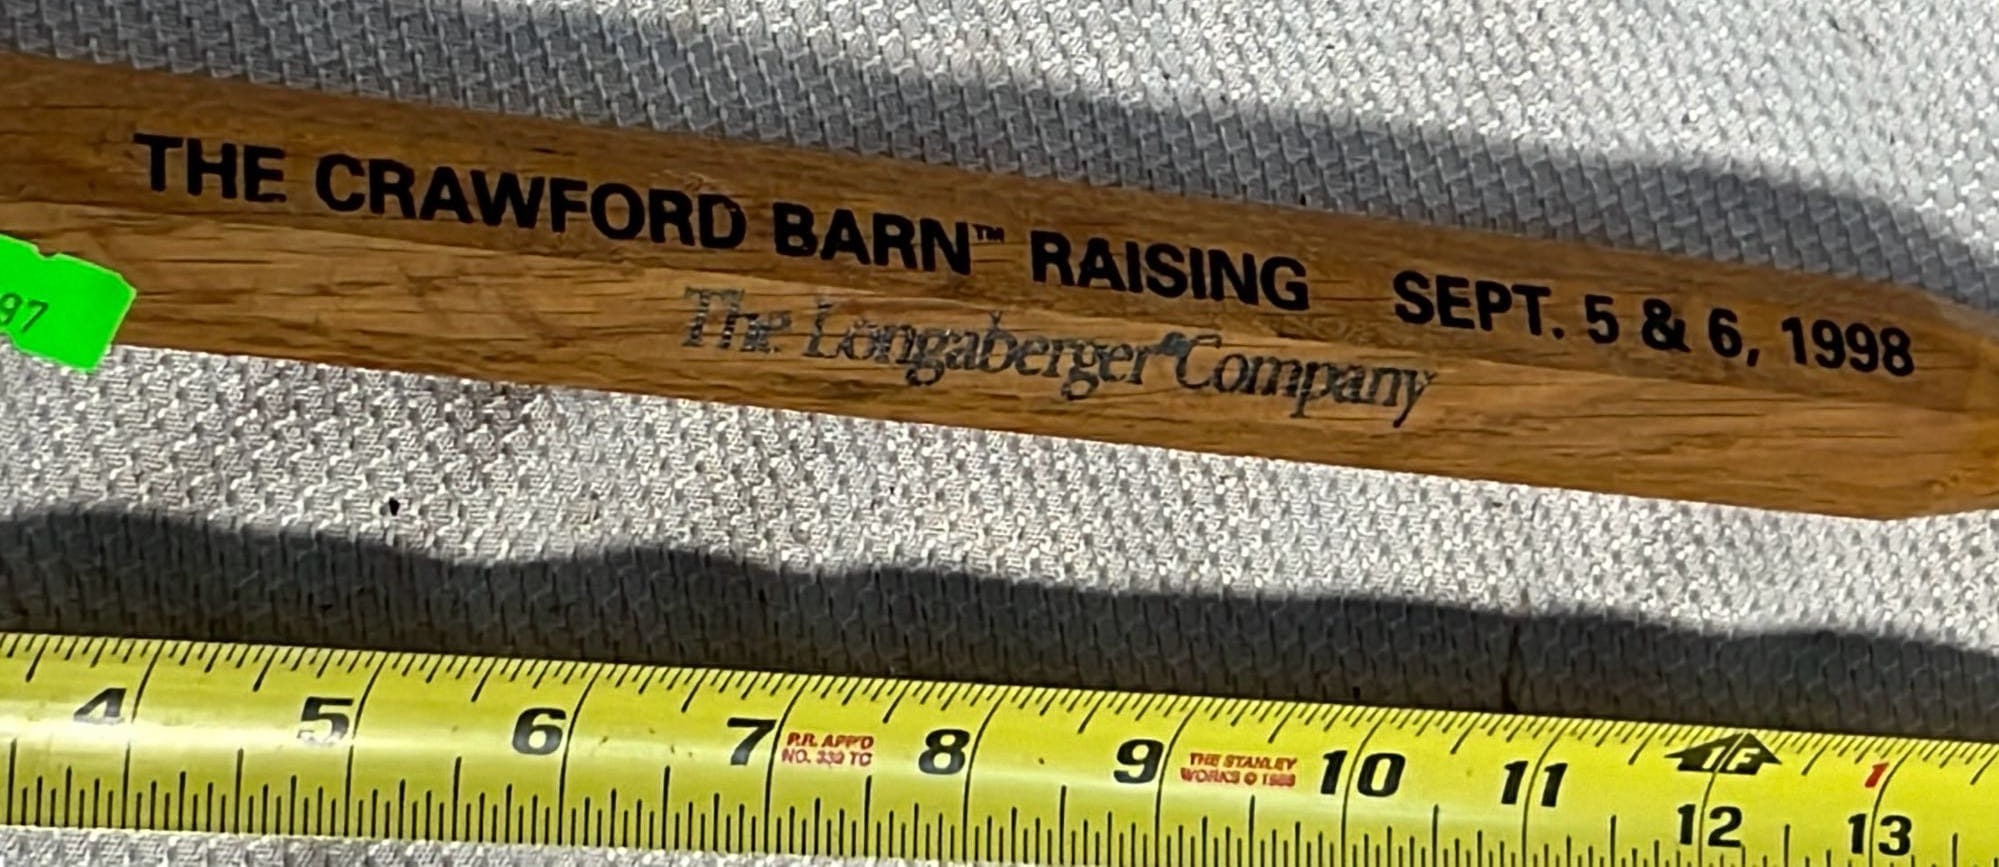 THE CRAWFORD BARN™ RAISING SEPT. 5 & 6, 1998
The Longaberger® Company
97
4 5 6 7 8 9 10 11 1F 1
P.R. APP'D
NO. 339 TC
THE STANLEY
WORKS © 1988
12 13